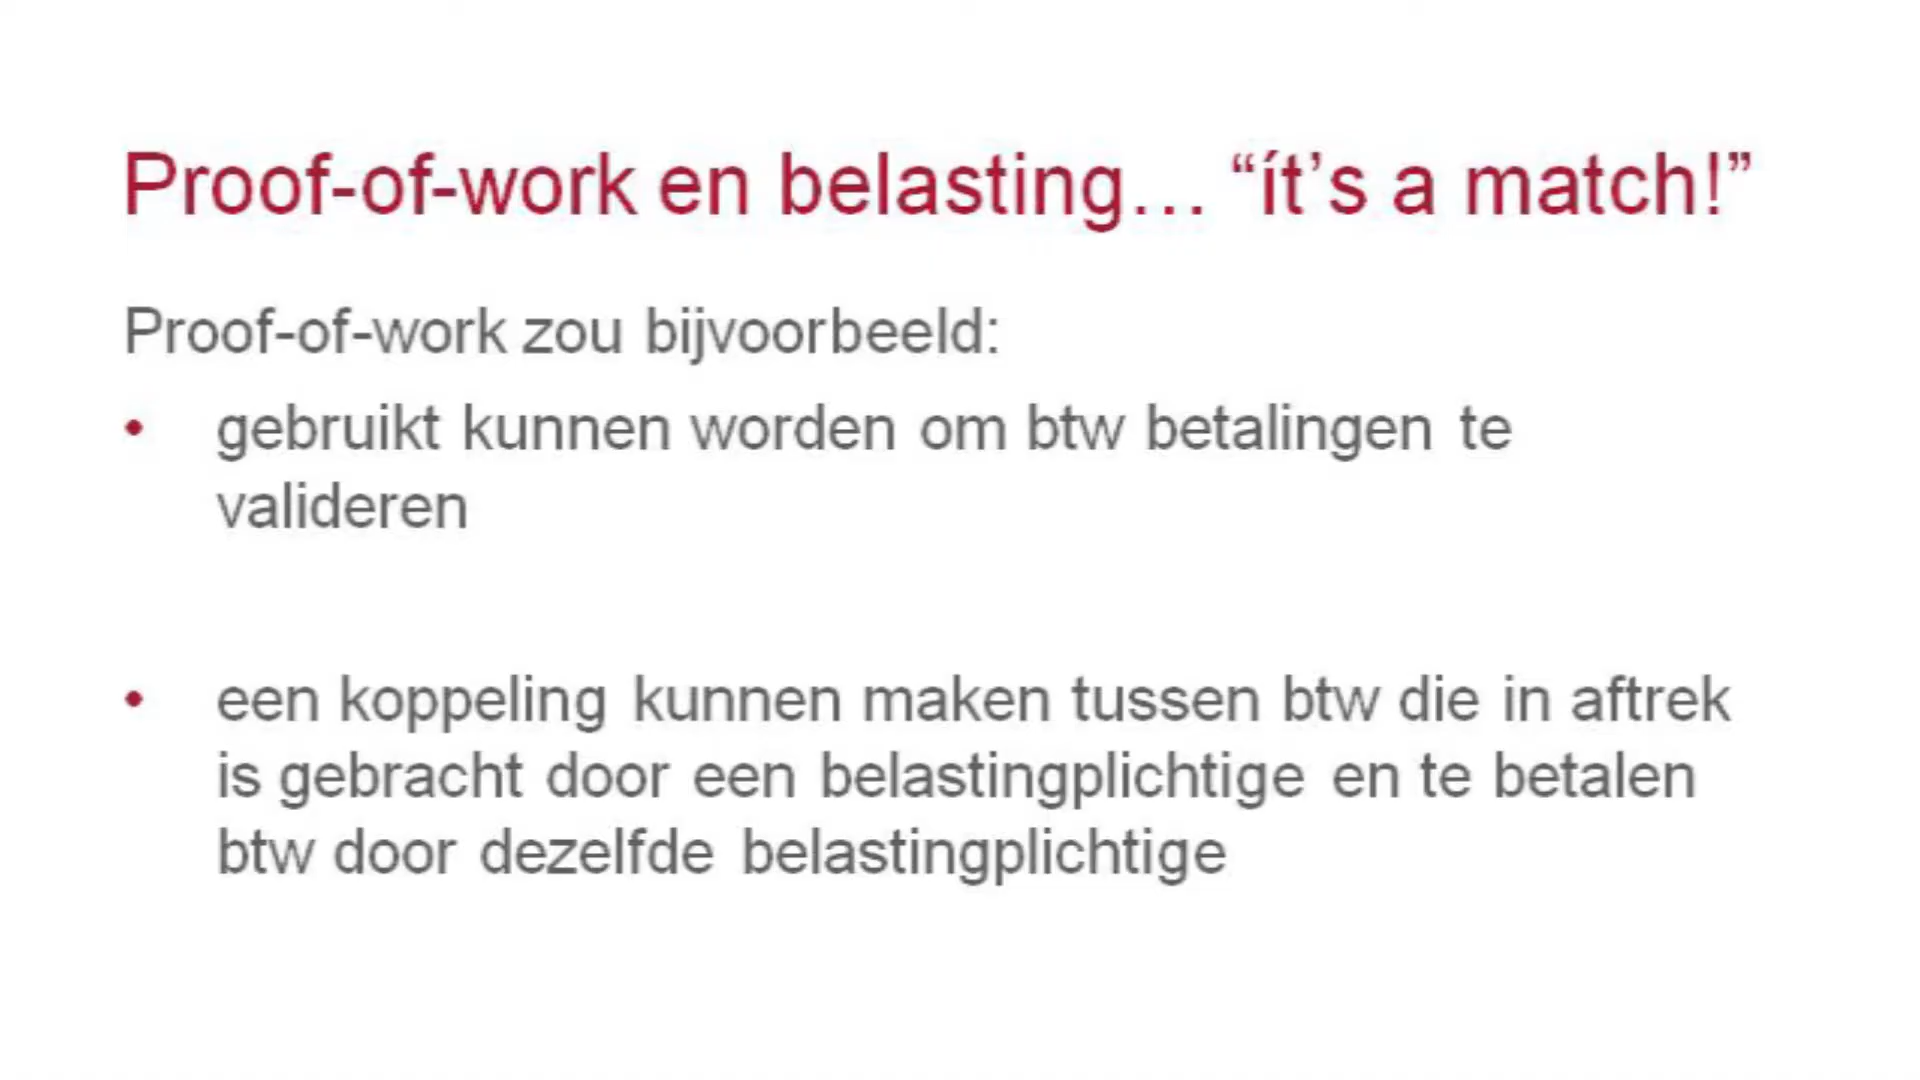 Proof-of-work en belasting… “ít’s a match!”
Proof-of-work zou bijvoorbeeld:
• gebruikt kunnen worden om btw betalingen te
valideren
• een koppeling kunnen maken tussen btw die in aftrek
is gebracht door een belastingplichtige en te betalen
btw door dezelfde belastingplichtige